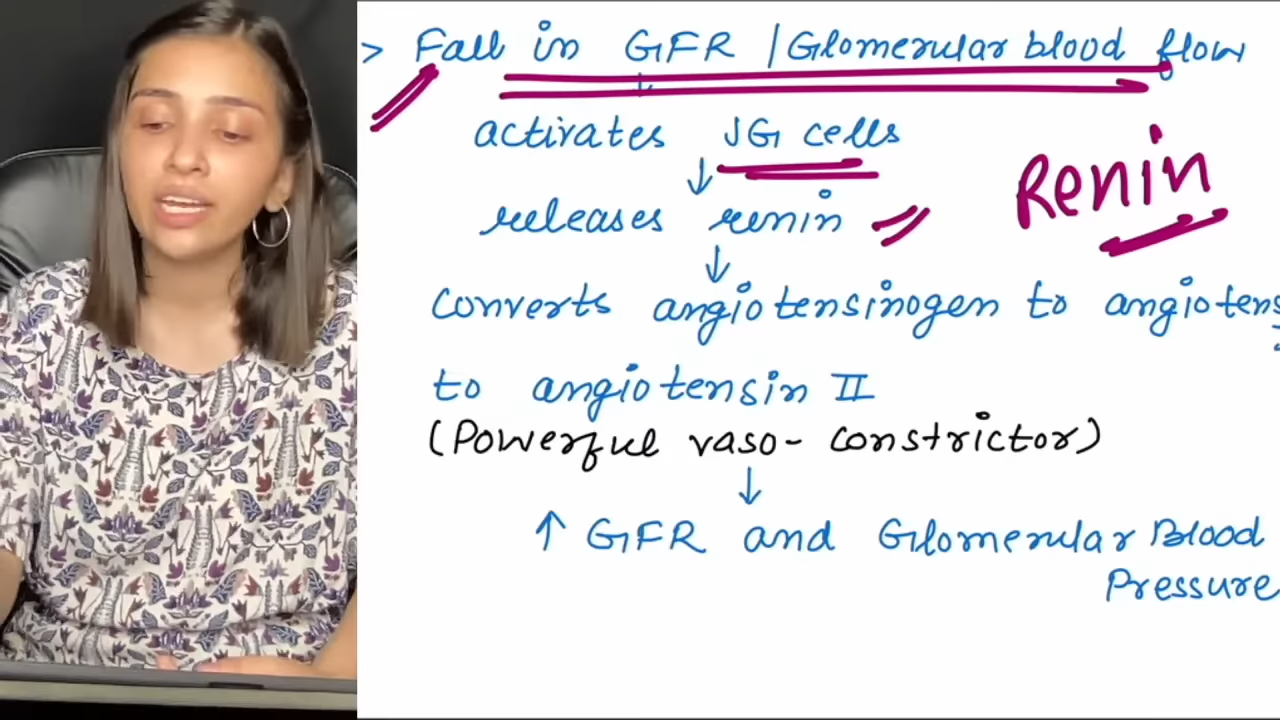 > Fall in GFR / Glomerular blood flow
activates JG cells
↓
releases renin
Renin
↓
converts angiotensinogen to angiotens
to angiotensin II
(Powerful vaso-constrictor)
↓
↑ GFR and Glomerular Blood
Pressure